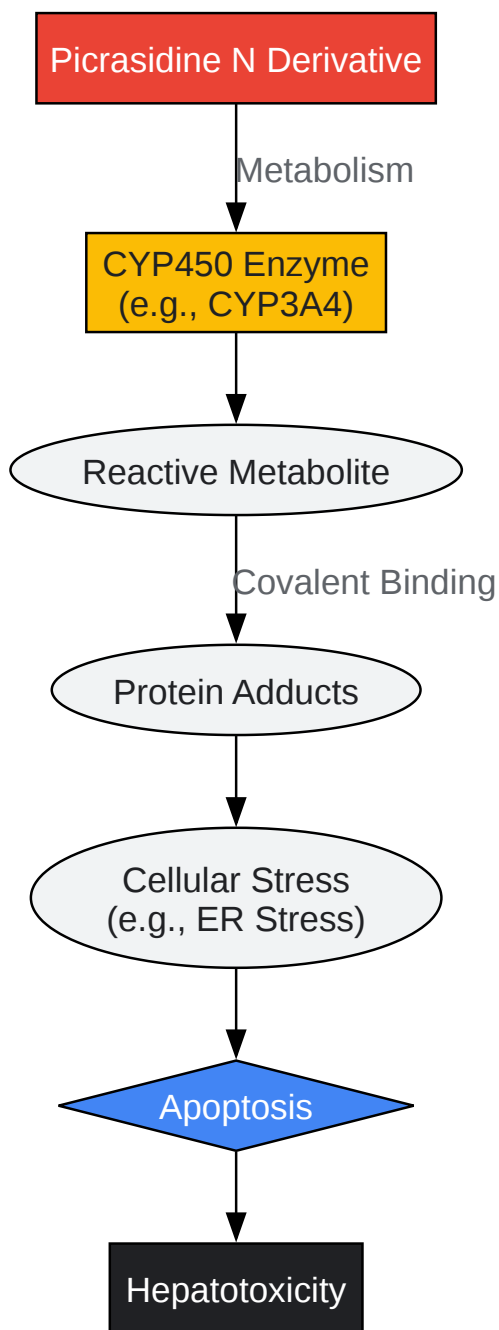 Picrasidine N Derivative
Metabolism
CYP450 Enzyme
(e.g., CYP3A4)
Reactive Metabolite
Covalent Binding
Protein Adducts
Cellular Stress
(e.g., ER Stress)
Apoptosis
Hepatotoxicity